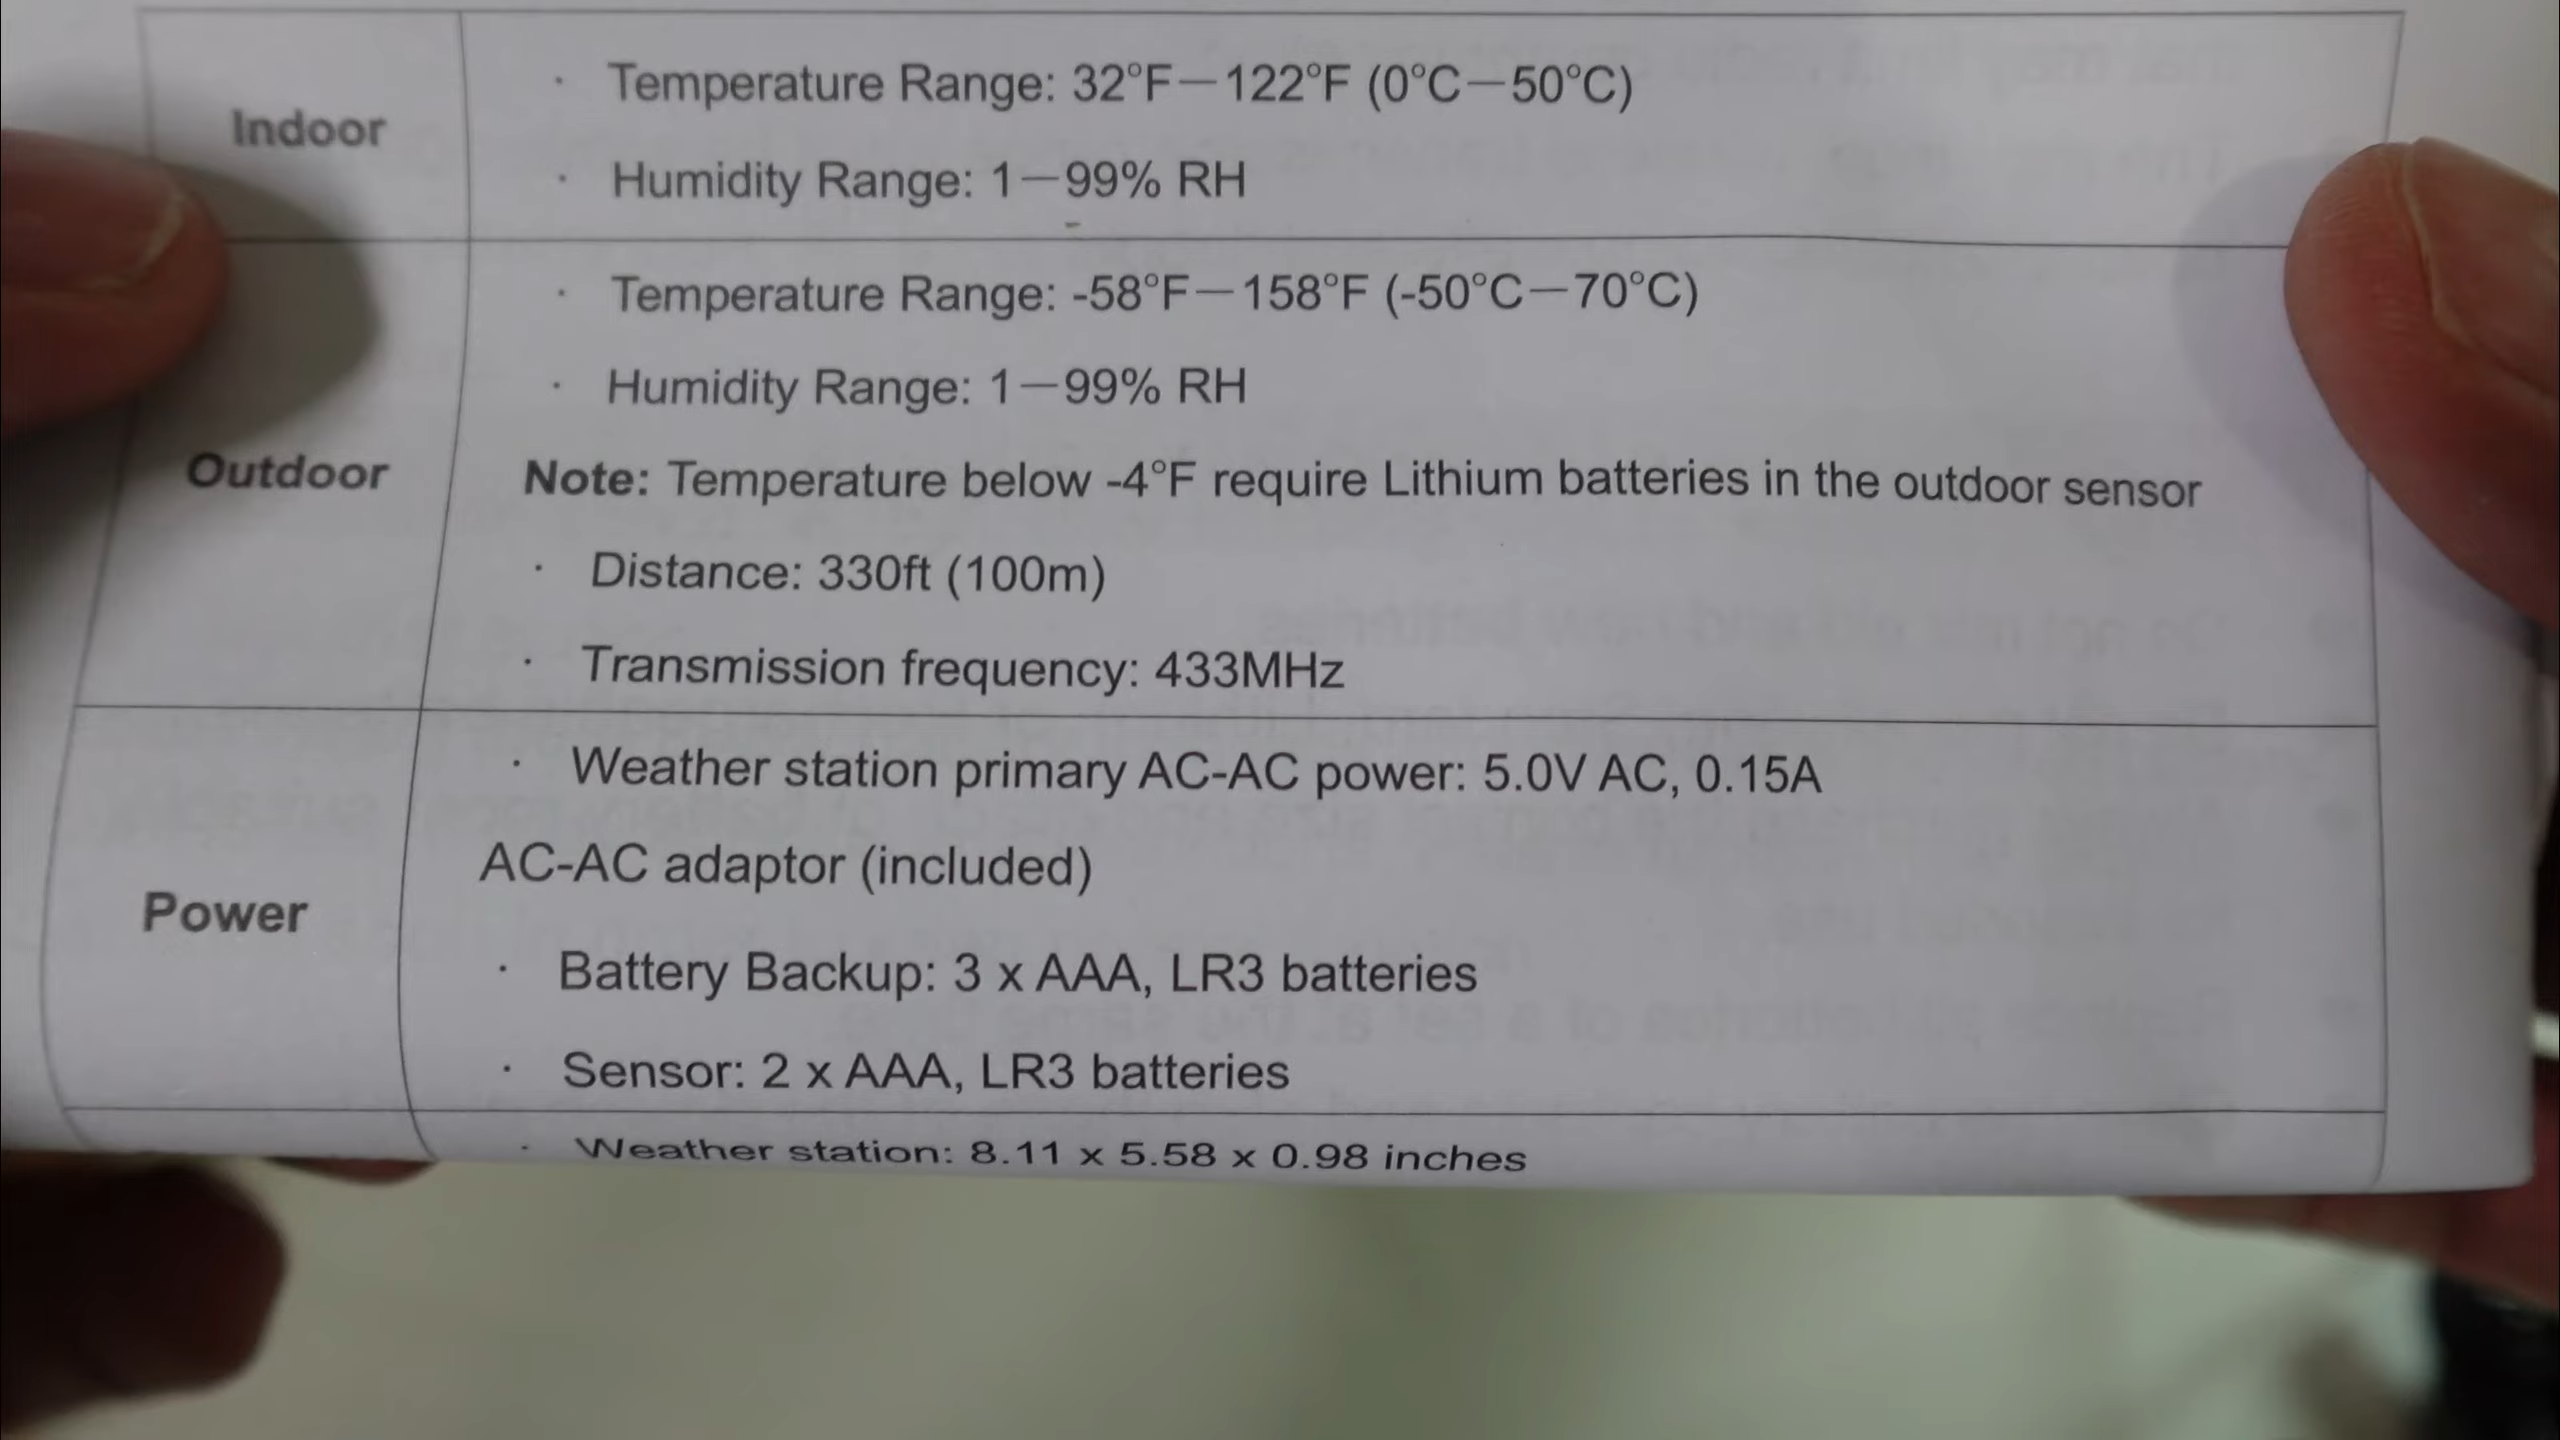 Indoor
· Temperature Range: 32°F—122°F (0°C—50°C)
· Humidity Range: 1—99% RH
Outdoor
· Temperature Range: -58°F—158°F (-50°C—70°C)
· Humidity Range: 1—99% RH
Note: Temperature below -4°F require Lithium batteries in the outdoor sensor
· Distance: 330ft (100m)
· Transmission frequency: 433MHz
Power
· Weather station primary AC-AC power: 5.0V AC, 0.15A
AC-AC adaptor (included)
· Battery Backup: 3 x AAA, LR3 batteries
· Sensor: 2 x AAA, LR3 batteries
· Weather station: 8.11 x 5.58 x 0.98 inches